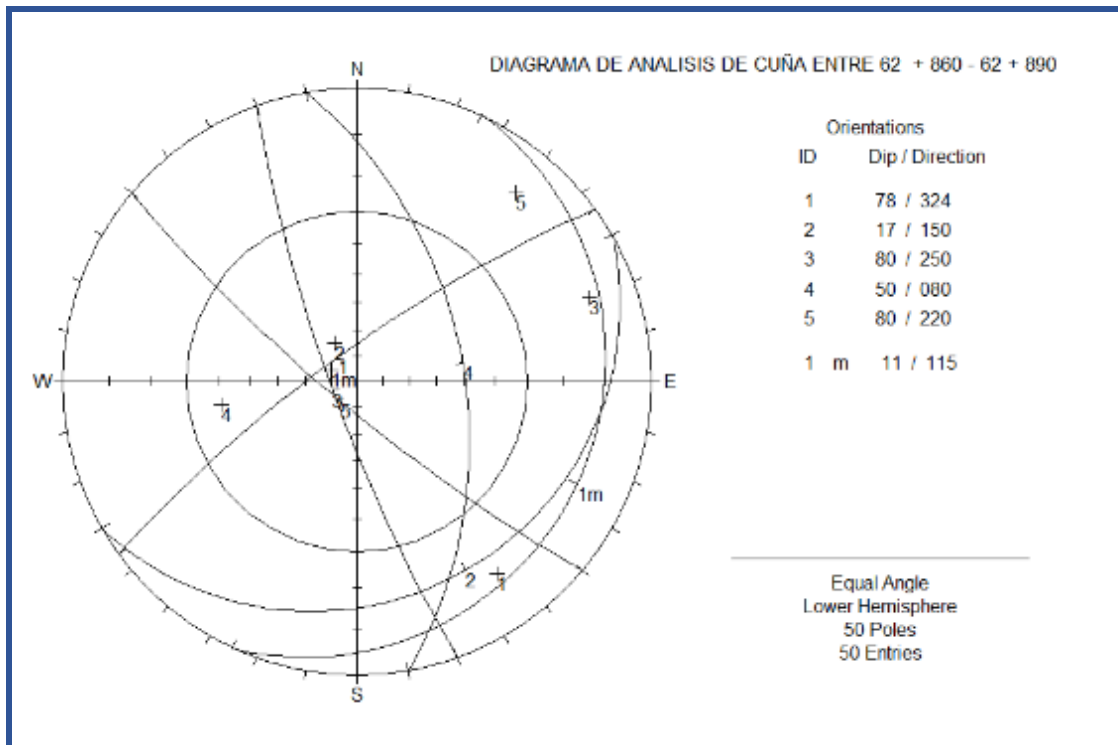 DIAGRAMA DE ANALISIS DE CUÑA ENTRE 62 + 860 - 62 + 890
N
Orientations
ID Dip / Direction
1 78 / 324
2 17 / 150
3 80 / 250
4 50 / 080
5 80 / 220
1 m 11 / 115
5
3
2
1
4
W
1m
E
3
5
4
1m
2
1
S
Equal Angle
Lower Hemisphere
50 Poles
50 Entries